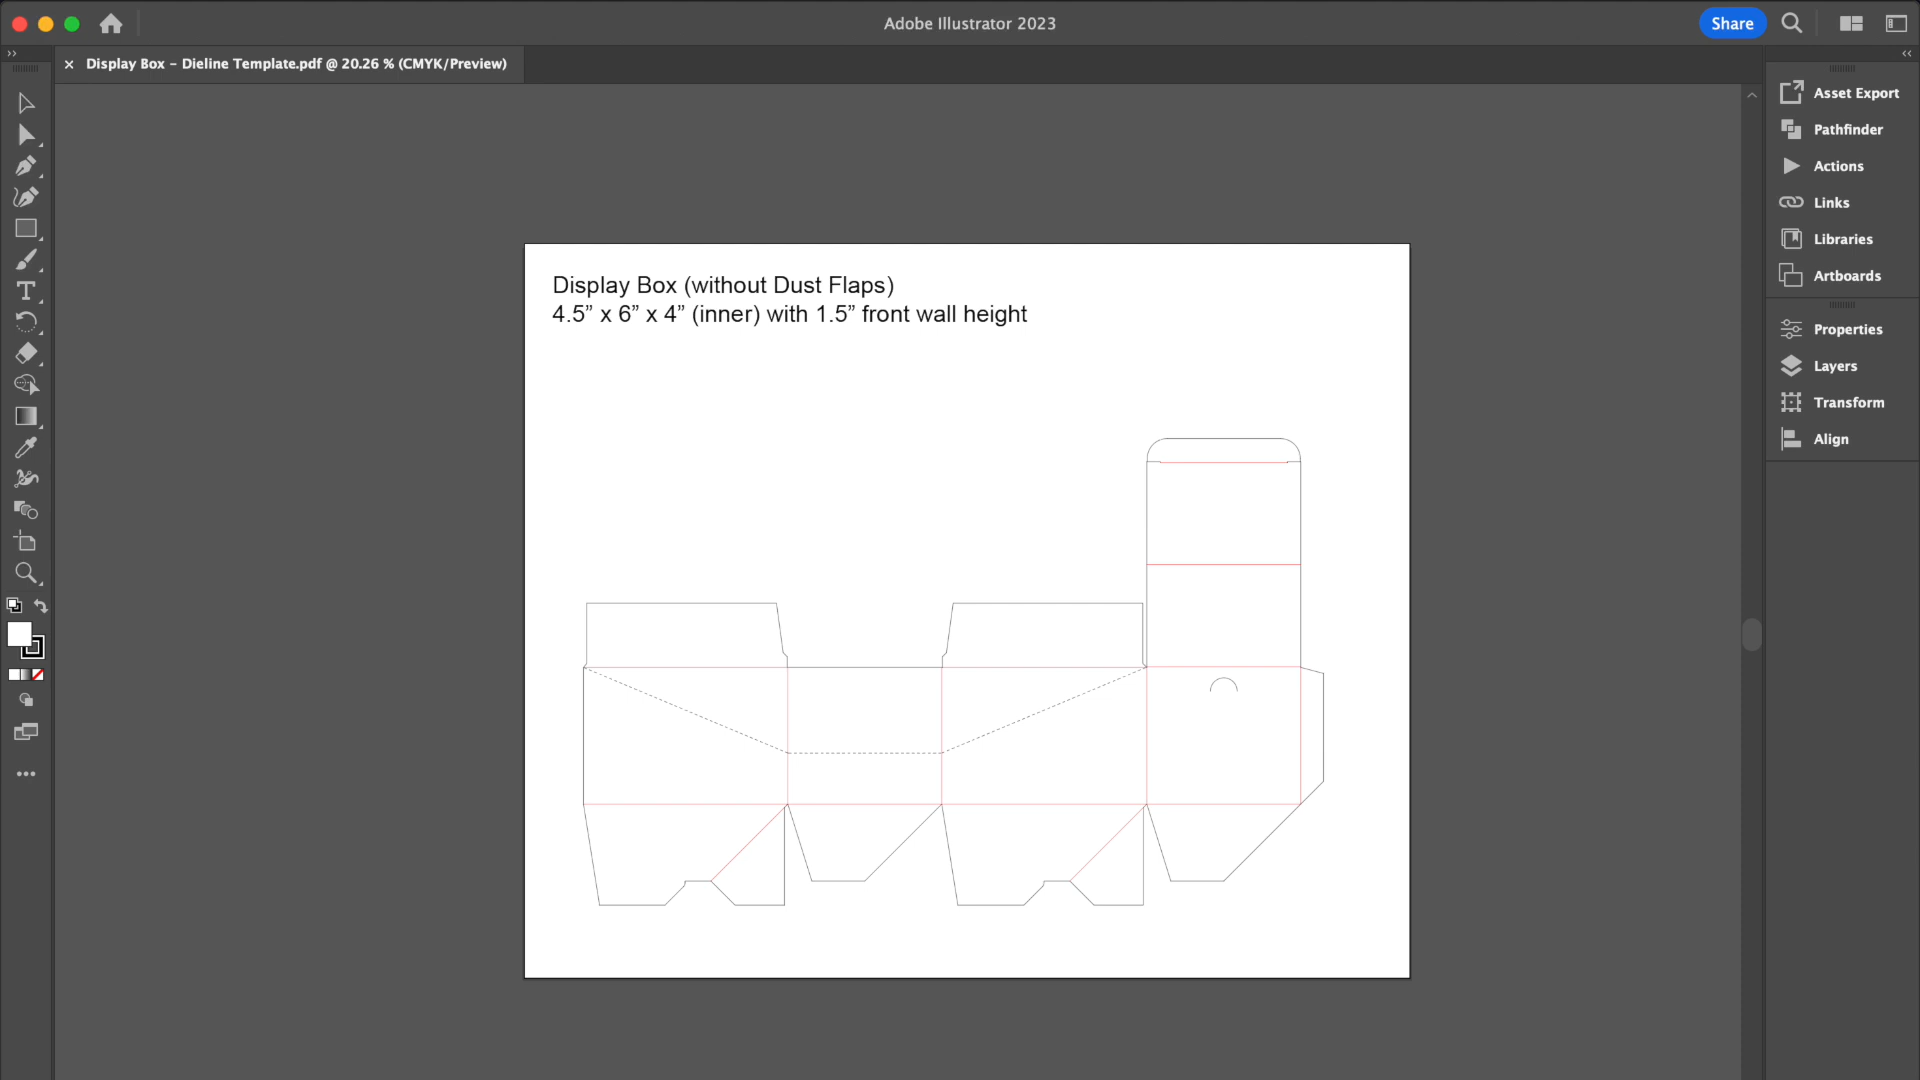 Adobe Illustrator 2023
Share
Display Box – Dieline Template.pdf @ 20.26 % (CMYK/Preview)
Asset Export
Pathfinder
Actions
Links
Libraries
Artboards
Properties
Layers
Transform
Align
Display Box (without Dust Flaps)
4.5” x 6” x 4” (inner) with 1.5” front wall height